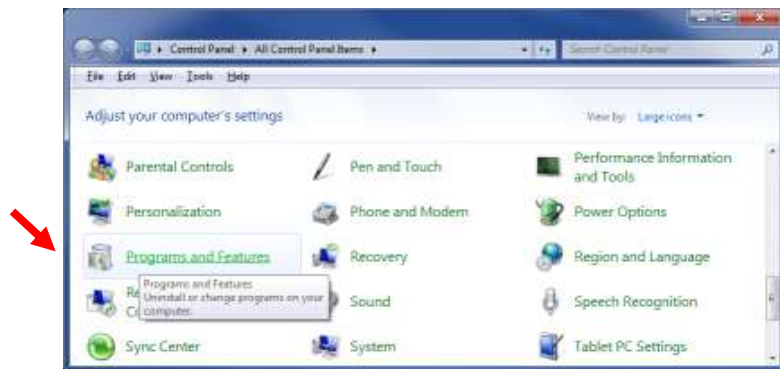 Control Panel All Control Panel Items
Search Control Panel
File Edit View Tools Help
Adjust your computer's settings
View by: Large icons
Parental Controls
Pen and Touch
Performance Information
and Tools
Personalization
Phone and Modem
Power Options
Programs and Features
Recovery
Region and Language
Programs and Features
Uninstall or change programs on your
computer.
Re
Co
Sound
Speech Recognition
Sync Center
System
Tablet PC Settings